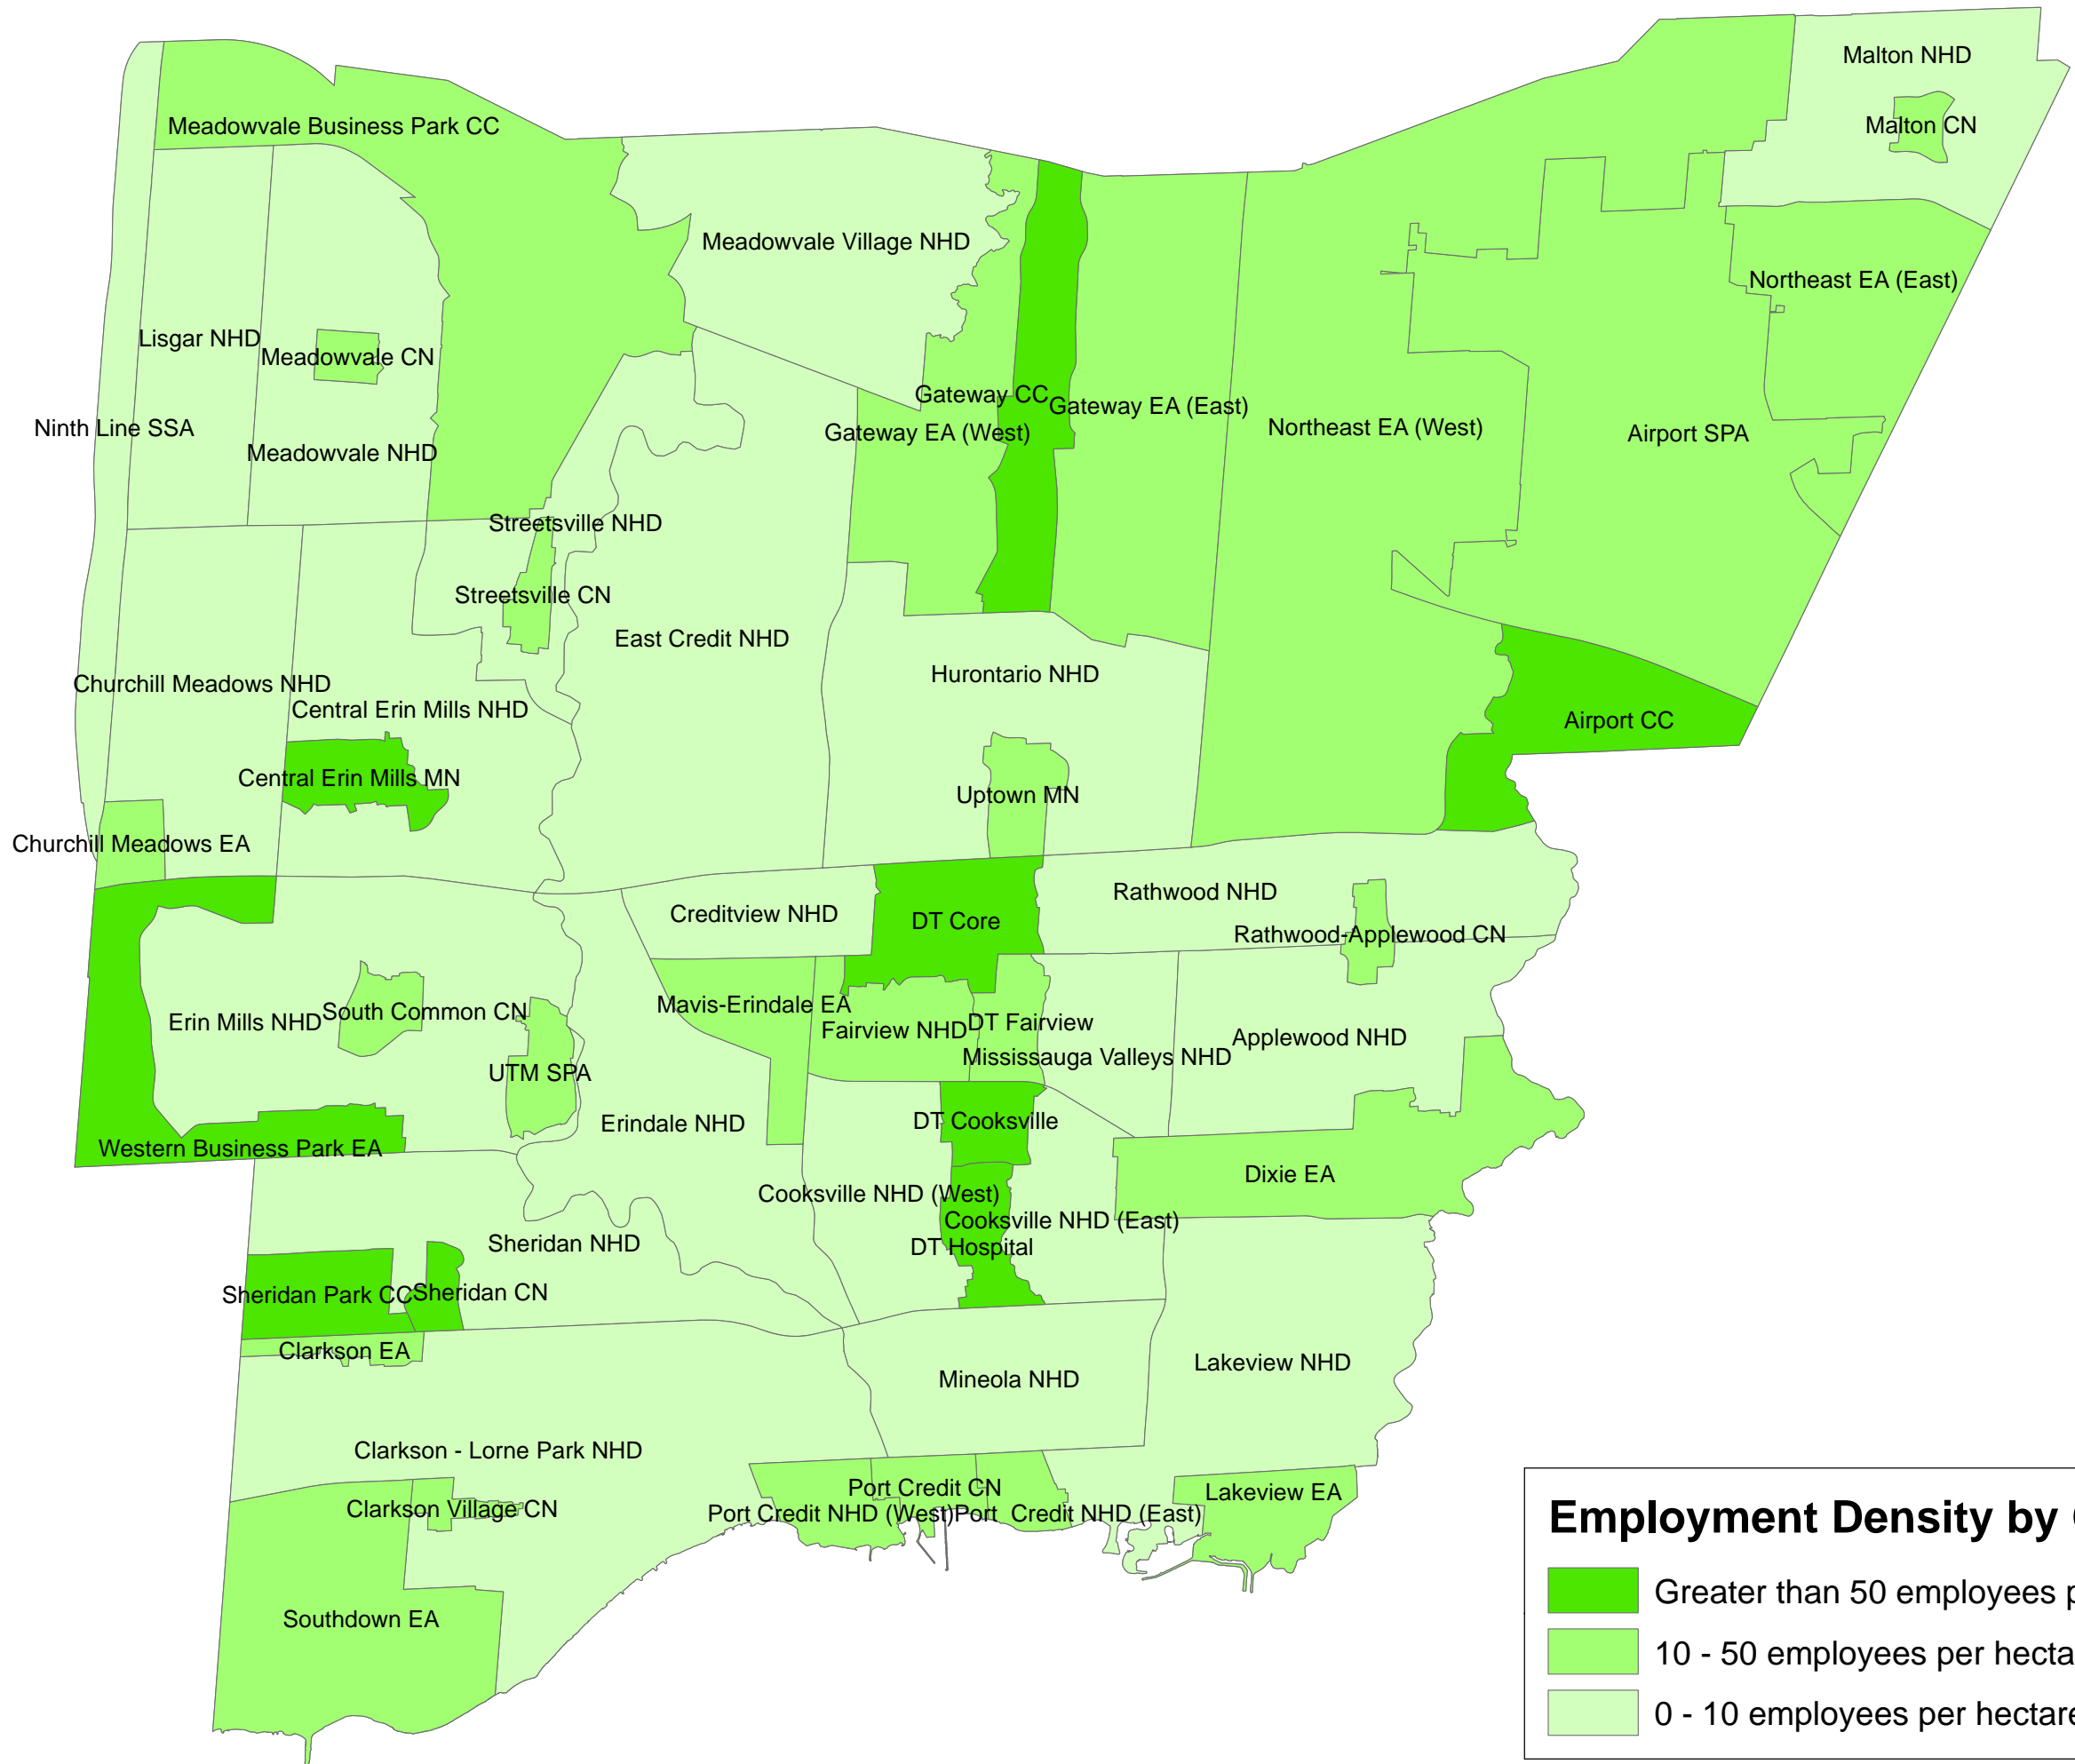 Malton NHD
Meadowvale Business Park CC
Malton CN
Meadowvale Village NHD
Northeast EA (East)
Lisgar NHD
Meadowvale CN
Gateway CC
Gateway EA (East)
Ninth Line SSA
Gateway EA (West)
Northeast EA (West)
Airport SPA
Meadowvale NHD
Streetsville NHD
Streetsville CN
East Credit NHD
Hurontario NHD
Churchill Meadows NHD
Central Erin Mills NHD
Airport CC
Central Erin Mills MN
Uptown MN
Churchill Meadows EA
Rathwood NHD
Creditview NHD
DT Core
Rathwood-Applewood CN
Mavis-Erindale EA
South Common CN
Erin Mills NHD
Fairview NHD
DT Fairview
Applewood NHD
Mississauga Valleys NHD
UTM SPA
Erindale NHD
DT Cooksville
Western Business Park EA
Dixie EA
Cooksville NHD (West)
Cooksville NHD (East)
Sheridan NHD
DT Hospital
Sheridan Park CC
Sheridan CN
Clarkson EA
Lakeview NHD
Mineola NHD
Clarkson - Lorne Park NHD
Port Credit CN
Lakeview EA
Clarkson Village CN
Port Credit NHD (West)
Port Credit NHD (East)
Southdown EA
Employment Density by
Greater than 50 employees
10 - 50 employees per hecta
0 - 10 employees per hectare